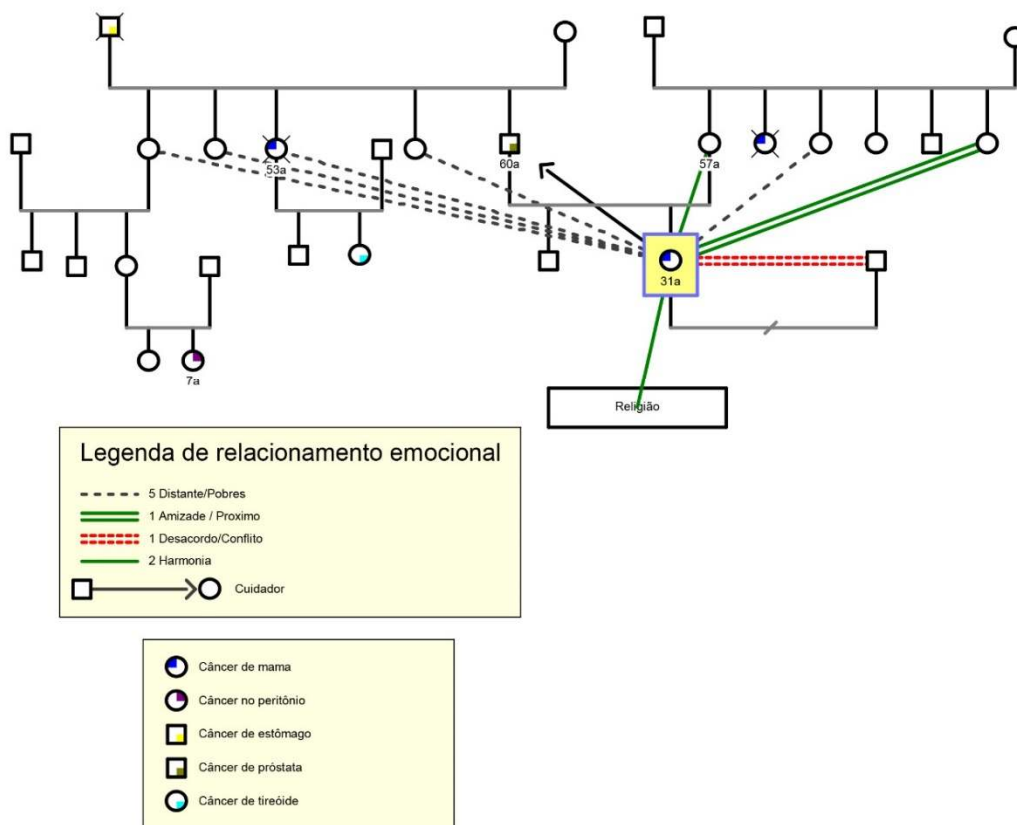 53a
60a
57a
31a
7a
Religião
Legenda de relacionamento emocional
5 Distante/Pobres
1 Amizade / Proximo
1 Desacordo/Conflito
2 Harmonia
Cuidador
Câncer de mama
Câncer no peritônio
Câncer de estômago
Câncer de próstata
Câncer de tireóide